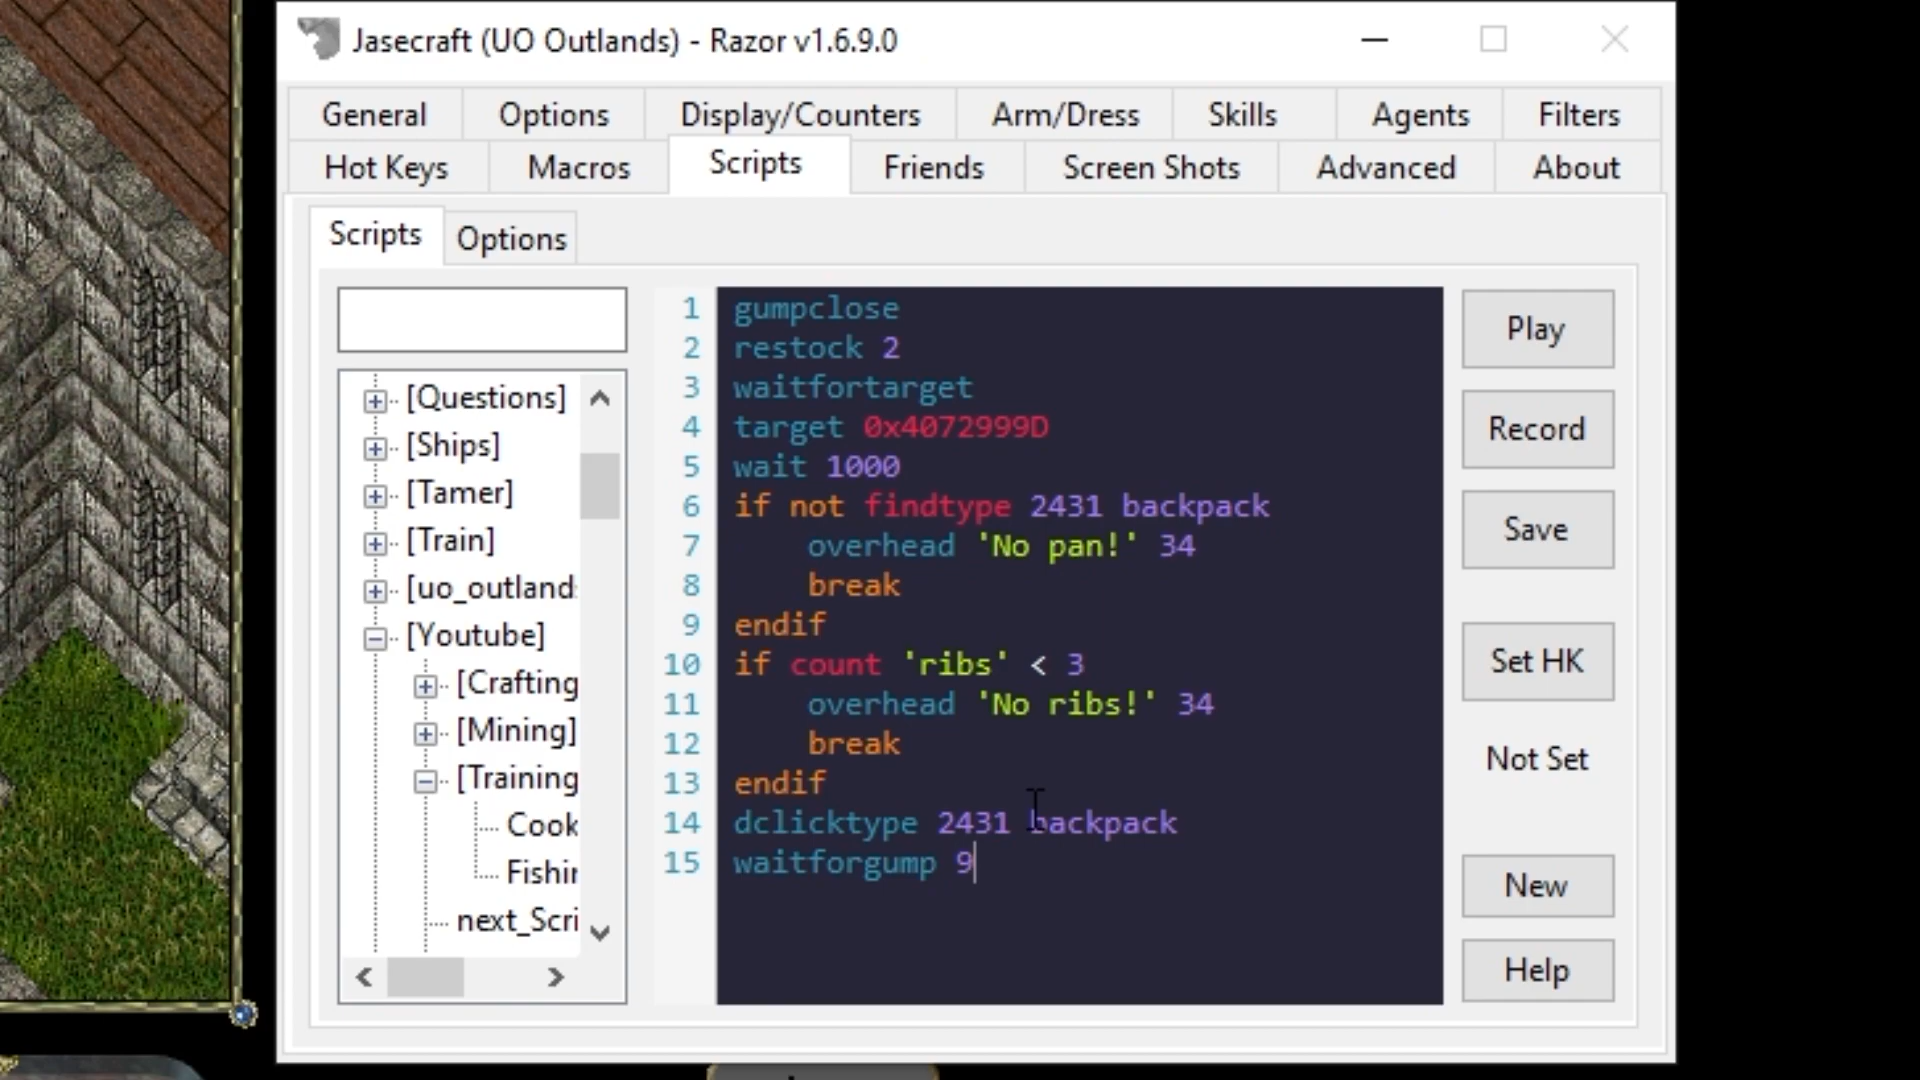 Jasecraft (UO Outlands) - Razor v1.6.9.0
General Options Display/Counters Arm/Dress Skills Agents Filters
Hot Keys Macros Scripts Friends Screen Shots Advanced About
Scripts Options
[Questions]
[Ships]
[Tamer]
[Train]
[uo_outland
[Youtube]
[Crafting
[Mining]
[Training
Cook
Fishin
next_Scri
1 gumpclose
2 restock 2
3 waitfortarget
4 target 0x4072999D
5 wait 1000
6 if not findtype 2431 backpack
7 overhead 'No pan!' 34
8 break
9 endif
10 if count 'ribs' < 3
11 overhead 'No ribs!' 34
12 break
13 endif
14 dclicktype 2431 backpack
15 waitforgump 9
Play
Record
Save
Set HK
Not Set
New
Help